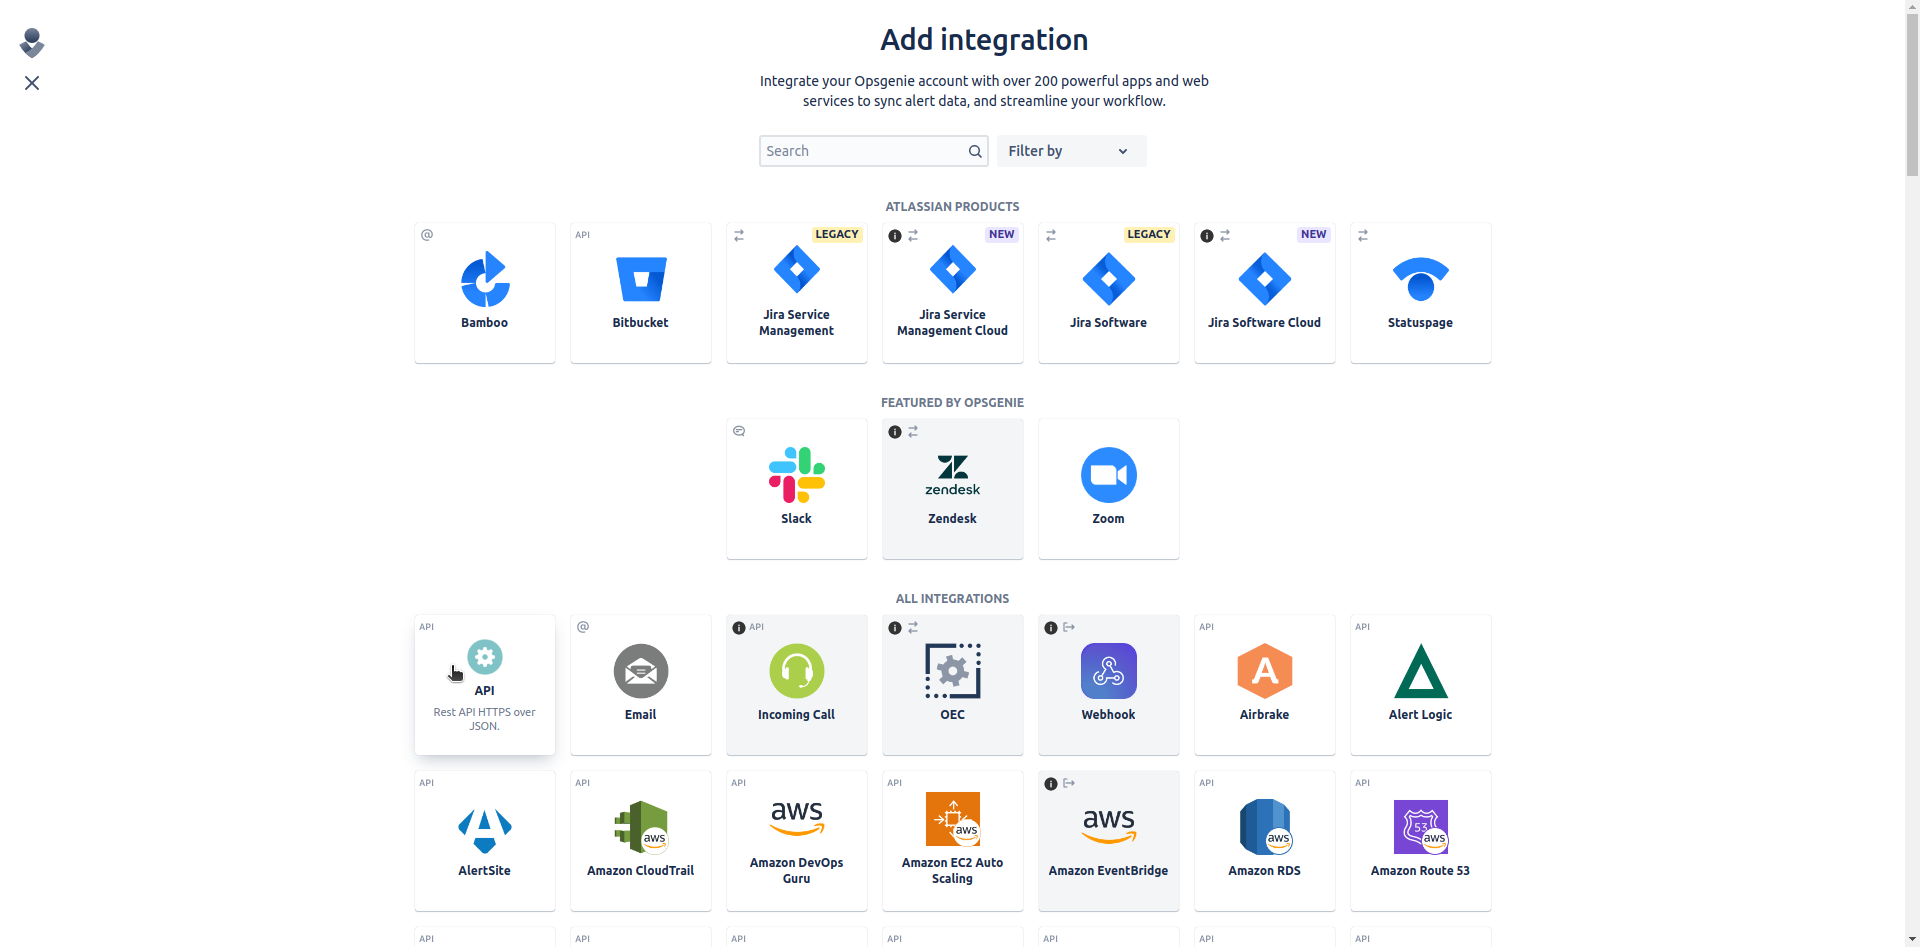 Add integration
Integrate your Opsgenie account with over 200 powerful apps and web
services to sync alert data, and streamline your workflow.
Search
Filter by
ATLASSIAN PRODUCTS
@
API
LEGACY
NEW
LEGACY
NEW
Bamboo
Bitbucket
Jira Service
Management
Jira Service
Management Cloud
Jira Software
Jira Software Cloud
Statuspage
FEATURED BY OPSGENIE
zendesk
Slack
Zendesk
Zoom
ALL INTEGRATIONS
API
API
Rest API HTTPS over
JSON.
@
Email
API
Incoming Call
OEC
Webhook
API
A
Airbrake
API
Alert Logic
API
AlertSite
API
aws
Amazon CloudTrail
API
aws
Amazon DevOps
Guru
API
aws
Amazon EC2 Auto
Scaling
aws
Amazon EventBridge
API
aws
Amazon RDS
API
53
aws
Amazon Route 53
API
API
API
API
API
API
API